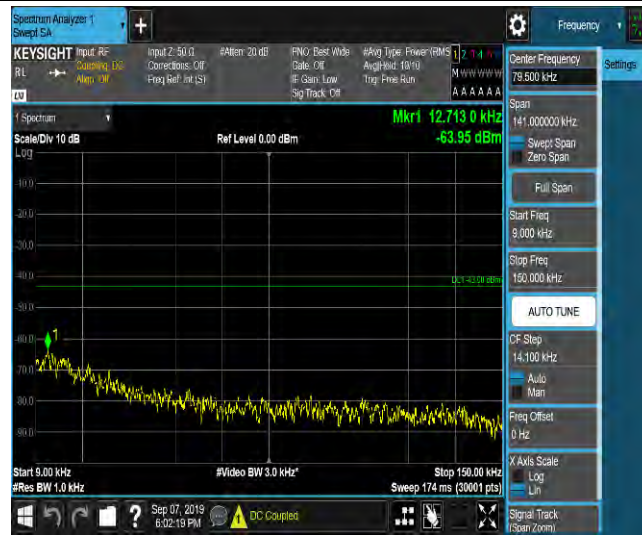 Spectrum Analyzer 1
Swept SA
+
Frequency
KEYSIGHT Input: RF
RL Coupling: DC
Align: Off
LXI
Input Z: 50 Ω
Corrections: Off
Freq Ref: Int (S)
#Atten: 20 dB
PNO: Best Wide
Gate: Off
IF Gain: Low
Sig Track: Off
#Avg Type: Power (RMS
Avg|Hold: 10/10
Trig: Free Run
1 2 3 4 5 6
M W W W W W
A A A A A A
1 Spectrum
Scale/Div 10 dB
Log
Ref Level 0.00 dBm
Mkr1 12.713 0 kHz
-63.95 dBm
-10.0
-20.0
-30.0
-40.0
DL1 -43.00 dBm
-50.0
-60.0
1
-70.0
-80.0
-90.0
Start 9.00 kHz
#Res BW 1.0 kHz
#Video BW 3.0 kHz*
Stop 150.00 kHz
Sweep 174 ms (30001 pts)
Center Frequency
79.500 kHz
Settings
Span
141.000000 kHz
Swept Span
Zero Span
Full Span
Start Freq
9.000 kHz
Stop Freq
150.000 kHz
AUTO TUNE
CF Step
14.100 kHz
Auto
Man
Freq Offset
0 Hz
X Axis Scale
Log
Lin
Signal Track
(Span Zoom)
?
Sep 07, 2019
6:02:19 PM
DC Coupled